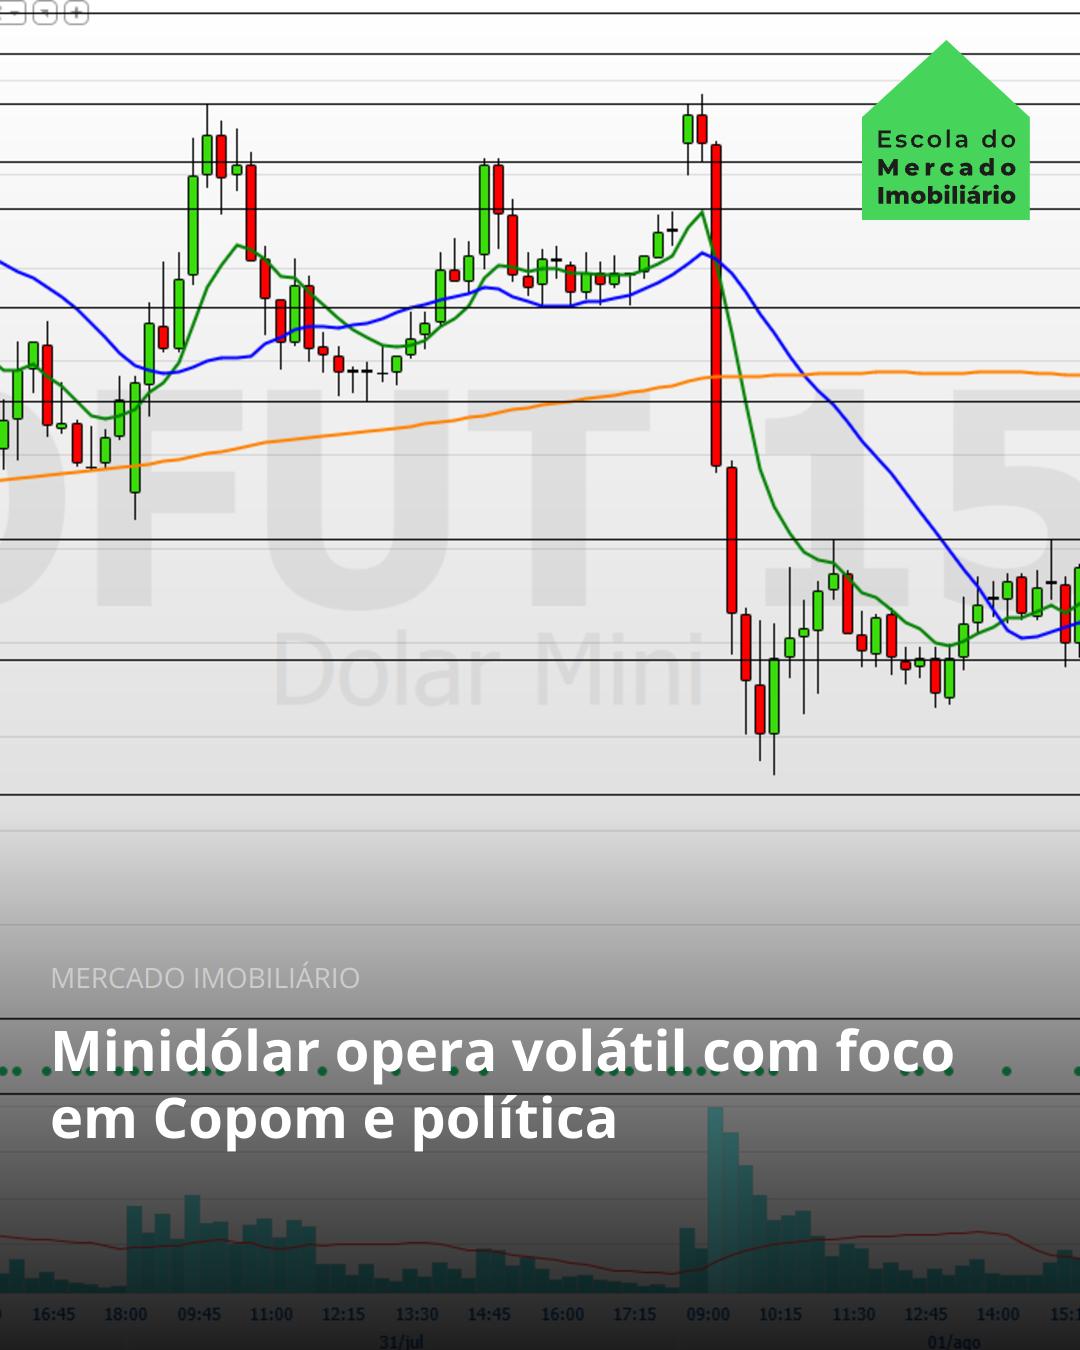 Escola do
Mercado
Imobiliário
FUT 15
Dolar Mini
MERCADO IMOBILIÁRIO
Minidólar opera volátil com foco
em Copom e política
16:45 18:00 09:45 11:00 12:15 13:30 14:45 16:00 17:15 09:00 10:15 11:30 12:45 14:00
31/jul 01/ago